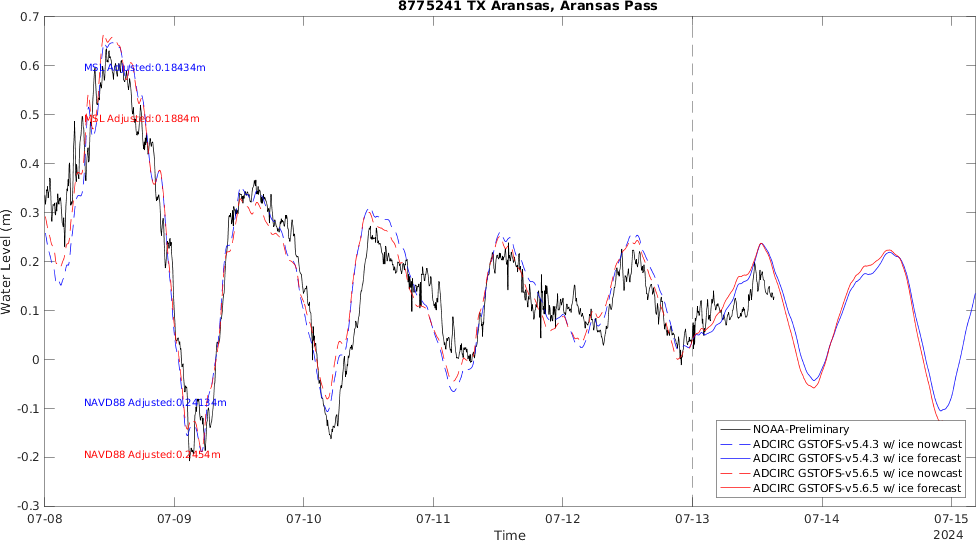 8775241 TX Aransas, Aransas Pass
0.7
0.6
0.5
0.4
0.3
0.2
0.1
0
-0.1
-0.2
-0.3
Water Level (m)
MSL Adjusted:0.18434m
MSL Adjusted:0.1884m
NAVD88 Adjusted:0.24134m
NAVD88 Adjusted:0.2454m
NOAA-Preliminary
ADCIRC GSTOFS-v5.4.3 w/ ice nowcast
ADCIRC GSTOFS-v5.4.3 w/ ice forecast
ADCIRC GSTOFS-v5.6.5 w/ ice nowcast
ADCIRC GSTOFS-v5.6.5 w/ ice forecast
07-08 07-09 07-10 07-11 07-12 07-13 07-14 07-15
Time
2024